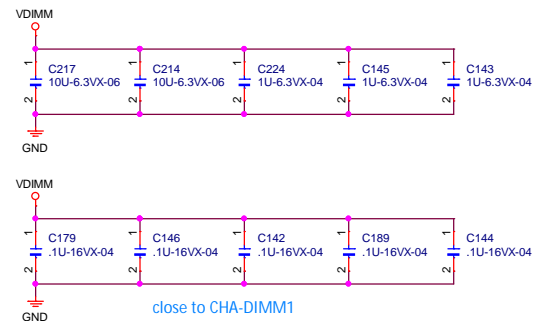 VDIMM
1 1 1 1 1
C217 C214 C224 C145 C143
10U-6.3VX-06 10U-6.3VX-06 1U-6.3VX-04 1U-6.3VX-04 1U-6.3VX-04
2 2 2 2 2
GND
VDIMM
1 1 1 1 1
C179 C146 C142 C189 C144
.1U-16VX-04 .1U-16VX-04 .1U-16VX-04 .1U-16VX-04 .1U-16VX-04
2 2 2 2 2
close to CHA-DIMM1
GND